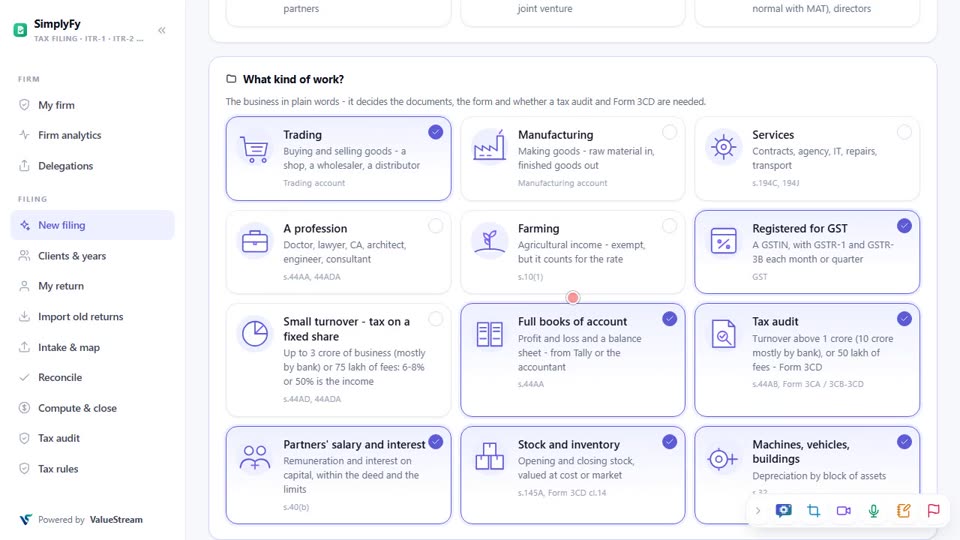 SimplyFy
TAX FILING · ITR-1 · ITR-2 ...
FIRM
My firm
Firm analytics
Delegations
FILING
New filing
Clients & years
My return
Import old returns
Intake & map
Reconcile
Compute & close
Tax audit
Tax rules
Powered by ValueStream
partners
joint venture
normal with MAT), directors
What kind of work?
The business in plain words - it decides the documents, the form and whether a tax audit and Form 3CD are needed.
Trading
Buying and selling goods - a
shop, a wholesaler, a distributor
Trading account
Manufacturing
Making goods - raw material in,
finished goods out
Manufacturing account
Services
Contracts, agency, IT, repairs,
transport
s.194C, 194J
A profession
Doctor, lawyer, CA, architect,
engineer, consultant
s.44AA, 44ADA
Farming
Agricultural income - exempt,
but it counts for the rate
s.10(1)
Registered for GST
A GSTIN, with GSTR-1 and GSTR-
3B each month or quarter
GST
Small turnover - tax on a
fixed share
Up to 3 crore of business (mostly
by bank) or 75 lakh of fees: 6-8%
or 50% is the income
s.44AD, 44ADA
Full books of account
Profit and loss and a balance
sheet - from Tally or the
accountant
s.44AA
Tax audit
Turnover above 1 crore (10 crore
mostly by bank), or 50 lakh of
fees - Form 3CD
s.44AB, Form 3CA / 3CB-3CD
Partners' salary and interest
Remuneration and interest on
capital, within the deed and the
limits
s.40(b)
Stock and inventory
Opening and closing stock,
valued at cost or market
s.145A, Form 3CD cl.14
Machines, vehicles,
buildings
Depreciation by block of assets
s.32